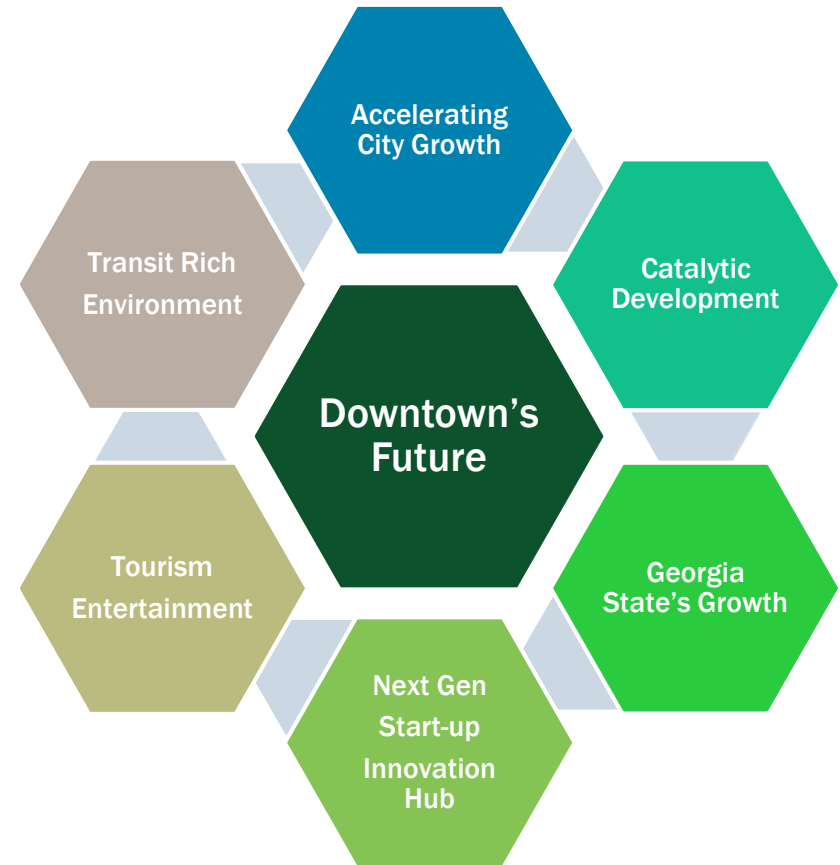 Accelerating
City Growth
Transit Rich
Environment
Catalytic
Development
Downtown’s
Future
Tourism
Entertainment
Georgia
State’s Growth
Next Gen
Start-up
Innovation
Hub